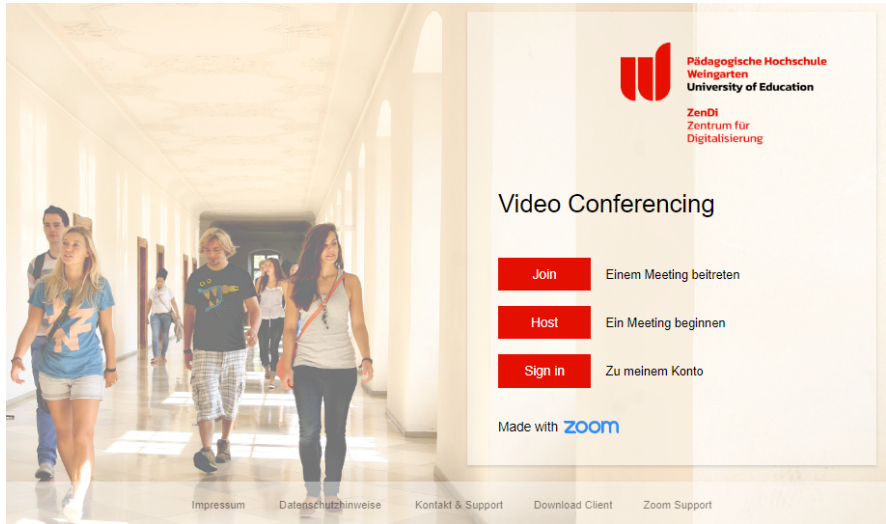 Pädagogische Hochschule
Weingarten
University of Education
ZenDi
Zentrum für
Digitalisierung
Video Conferencing
Join Einem Meeting beitreten
Host Ein Meeting beginnen
Sign in Zu meinem Konto
Made with zoom
Impressum Datenschutzhinweise Kontakt & Support Download Client Zoom Support